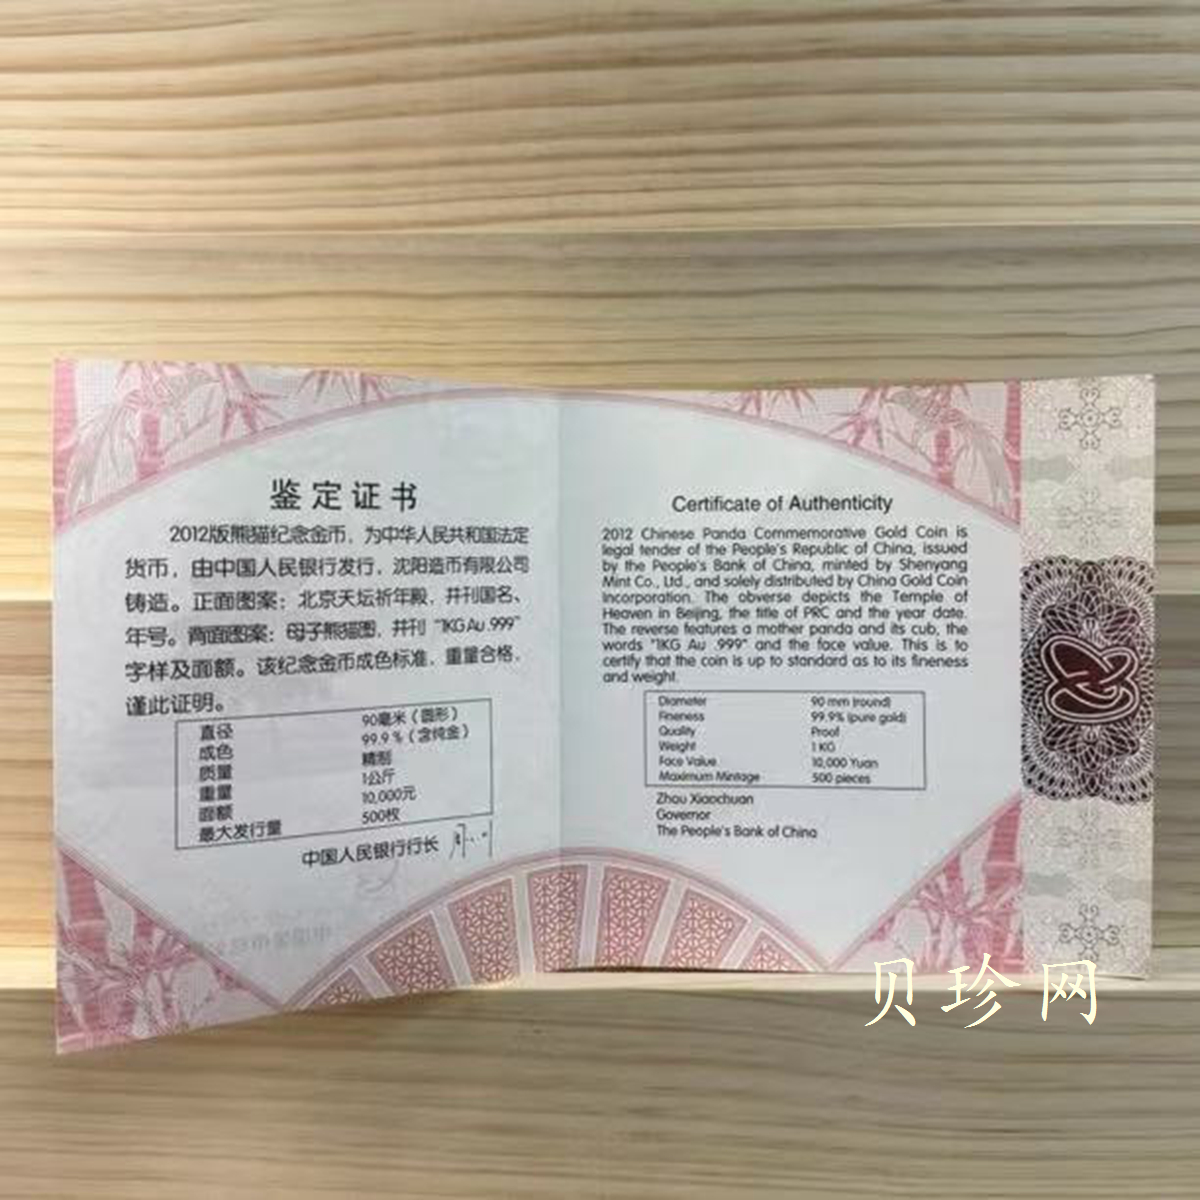 鉴定证书
2012版熊猫纪念金币，为中华人民共和国法定
货币，由中国人民银行发行，沈阳造币有限公司
铸造。正面图案：北京天坛祈年殿，并刊国名、
年号。背面图案：母子熊猫图，并刊“1KG Au .999”
字样及面额。该纪念金币成色标准，重量合格，
谨此证明。
直径 90毫米（圆形）
成色 99.9％（含纯金）
质量 精制
重量 1公斤
面额 10,000元
最大发行量 500枚
中国人民银行行长
Certificate of Authenticity
2012 Chinese Panda Commemorative Gold Coin is
legal tender of the People's Republic of China, issued
by the People's Bank of China, minted by Shenyang
Mint Co., Ltd., and solely distributed by China Gold Coin
Incorporation. The obverse depicts the Temple of
Heaven in Beijing, the title of PRC and the year date.
The reverse features a mother panda and its cub, the
words "1KG Au .999" and the face value. This is to
certify that the coin is up to standard as to its fineness
and weight.
Diameter 90 mm (round)
Fineness 99.9% (pure gold)
Quality Proof
Weight 1 KG
Face Value 10,000 Yuan
Maximum Mintage 500 pieces
Zhou Xiaochuan
Governor
The People's Bank of China
贝珍网